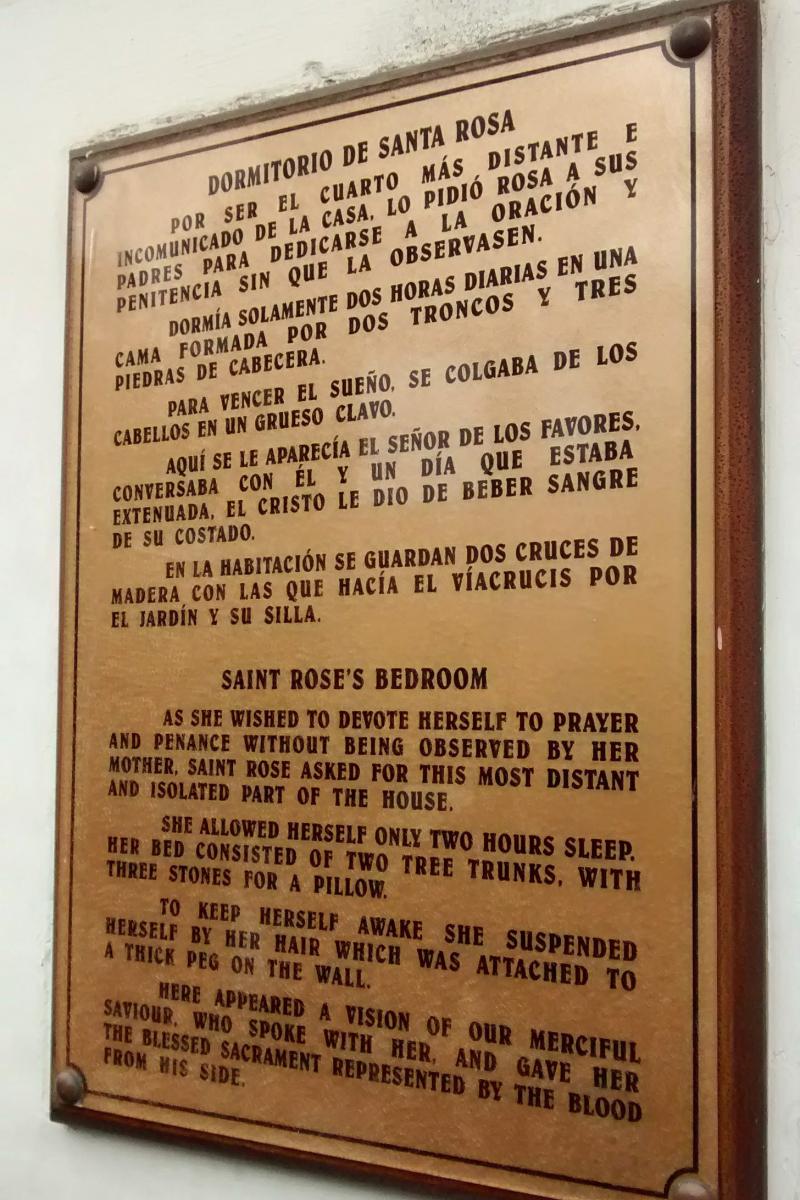 DORMITORIO DE SANTA ROSA
POR SER EL CUARTO MÁS DISTANTE E
INCOMUNICADO DE LA CASA, LO PIDIÓ ROSA A SUS
PADRES PARA DEDICARSE A LA ORACIÓN Y
PENITENCIA SIN QUE LA OBSERVASEN.
DORMÍA SOLAMENTE DOS HORAS DIARIAS EN UNA
CAMA FORMADA POR DOS TRONCOS Y TRES
PIEDRAS DE CABECERA.
PARA VENCER EL SUEÑO, SE COLGABA DE LOS
CABELLOS EN UN GRUESO CLAVO.
AQUÍ SE LE APARECÍA EL SEÑOR DE LOS FAVORES,
CONVERSABA CON ÉL Y UN DÍA QUE ESTABA
EXTENUADA, EL CRISTO LE DIO DE BEBER SANGRE
DE SU COSTADO.
EN LA HABITACIÓN SE GUARDAN DOS CRUCES DE
MADERA CON LAS QUE HACÍA EL VÍACRUCIS POR
EL JARDÍN Y SU SILLA.
SAINT ROSE'S BEDROOM
AS SHE WISHED TO DEVOTE HERSELF TO PRAYER
AND PENANCE WITHOUT BEING OBSERVED BY HER
MOTHER, SAINT ROSE ASKED FOR THIS MOST DISTANT
AND ISOLATED PART OF THE HOUSE.
SHE ALLOWED HERSELF ONLY TWO HOURS SLEEP.
HER BED CONSISTED OF TWO TREE TRUNKS, WITH
THREE STONES FOR A PILLOW.
TO KEEP HERSELF AWAKE SHE SUSPENDED
HERSELF BY HER HAIR WHICH WAS ATTACHED TO
A THICK PEG ON THE WALL.
HERE APPEARED A VISION OF OUR MERCIFUL
SAVIOUR, WHO SPOKE WITH HER, AND GAVE HER
THE BLESSED SACRAMENT REPRESENTED BY THE BLOOD
FROM HIS SIDE.